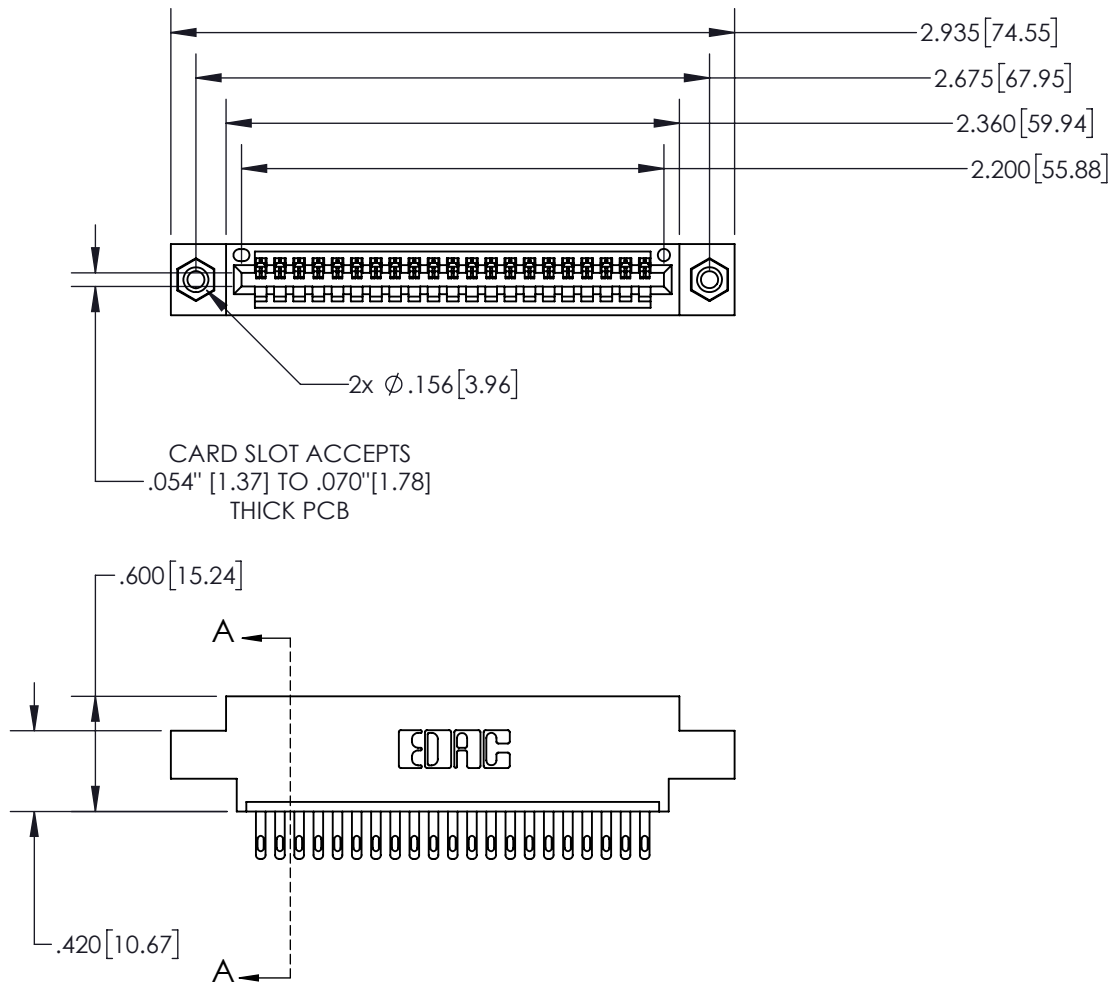 2.935[74.55]
2.675[67.95]
2.360[59.94]
2.200[55.88]
2x Ø.156[3.96]
CARD SLOT ACCEPTS
.054" [1.37] TO .070"[1.78]
THICK PCB
.600[15.24]
A
EDAC
.420[10.67]
A